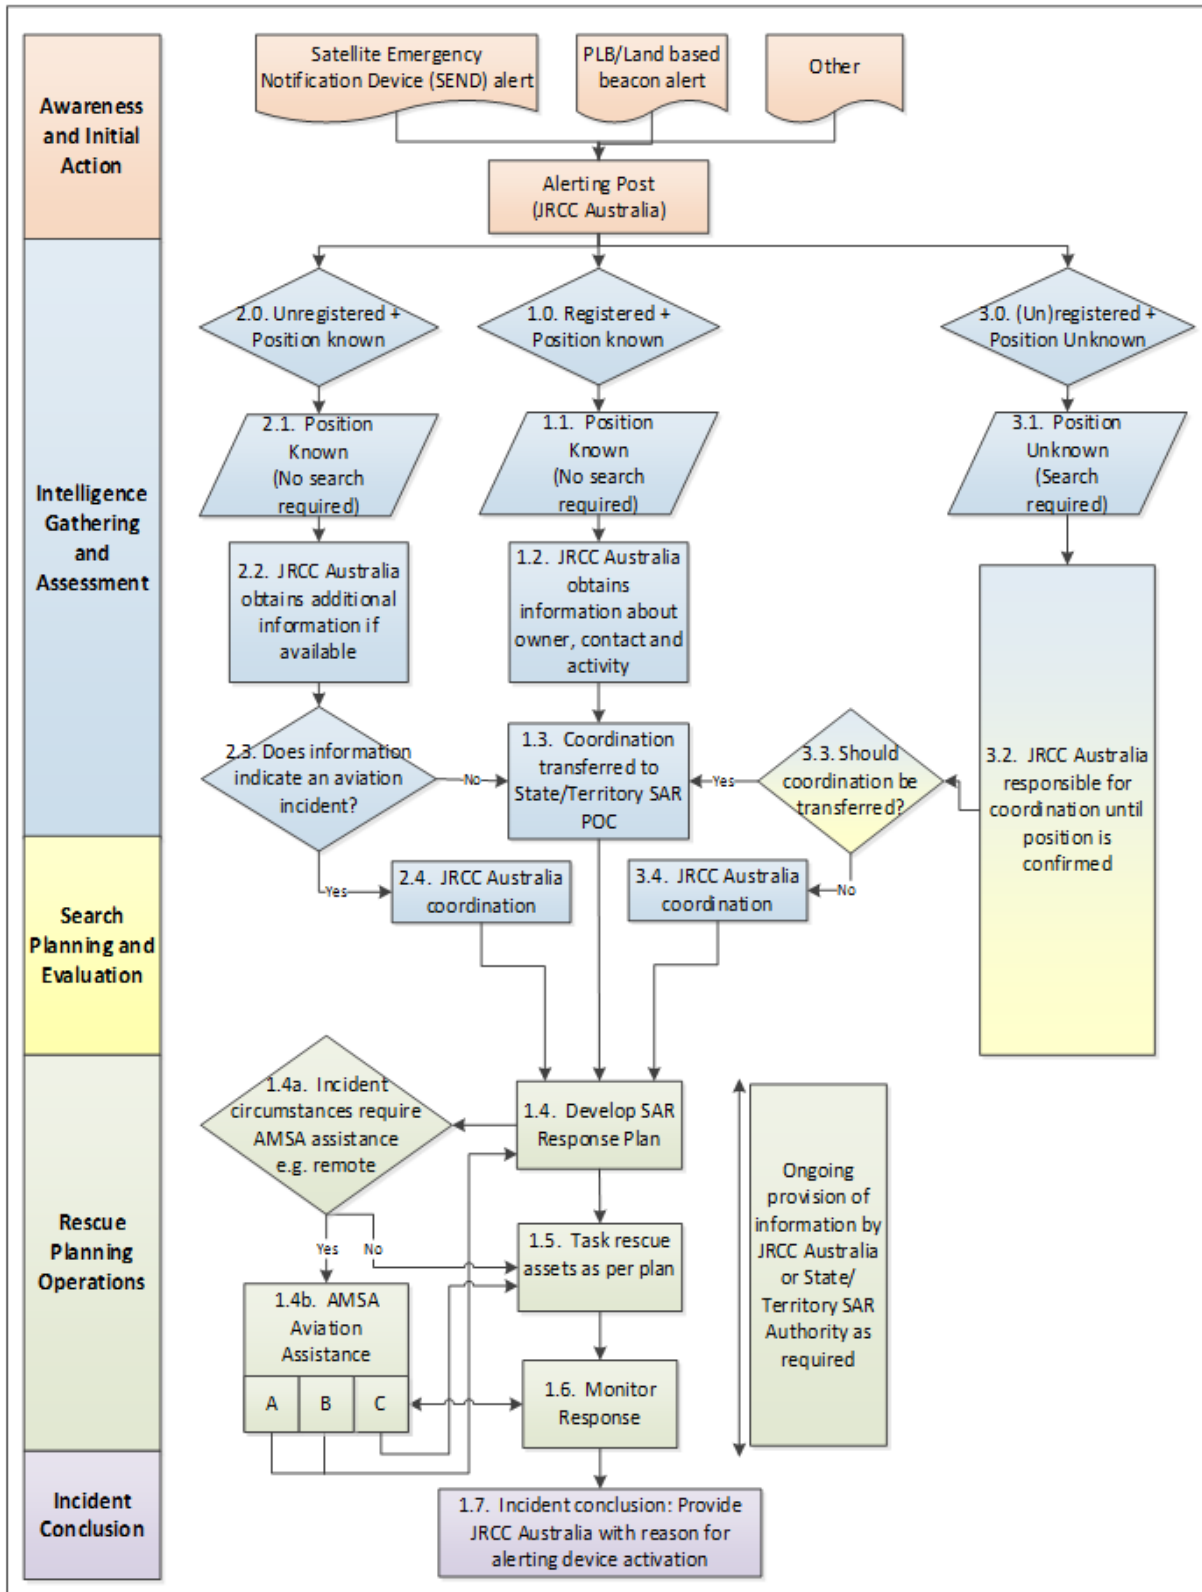 Awareness
and Initial
Action
Satellite Emergency
Notification Device (SEND) alert
PLB/Land based
beacon alert
Other
Alerting Post
(JRCC Australia)
Intelligence
Gathering
and
Assessment
2.0. Unregistered +
Position known
1.0. Registered +
Position known
3.0. (Un)registered +
Position Unknown
2.1. Position
Known
(No search
required)
1.1. Position
Known
(No search
required)
3.1. Position
Unknown
(Search
required)
2.2. JRCC Australia
obtains additional
information if
available
1.2. JRCC Australia
obtains
information about
owner, contact and
activity
2.3. Does information
indicate an aviation
incident?
No
1.3. Coordination
transferred to
State/Territory SAR
POC
Yes
3.3. Should
coordination be
transferred?
3.2. JRCC Australia
responsible for
coordination until
position is
confirmed
Search
Planning and
Evaluation
Yes
2.4. JRCC Australia
coordination
3.4. JRCC Australia
coordination
No
Rescue
Planning
Operations
1.4a. Incident
circumstances require
AMSA assistance
e.g. remote
1.4. Develop SAR
Response Plan
Yes
No
1.5. Task rescue
assets as per plan
1.4b. AMSA
Aviation
Assistance
A
B
C
1.6. Monitor
Response
Ongoing
provision of
information by
JRCC Australia
or State/
Territory SAR
Authority as
required
Incident
Conclusion
1.7. Incident conclusion: Provide
JRCC Australia with reason for
alerting device activation